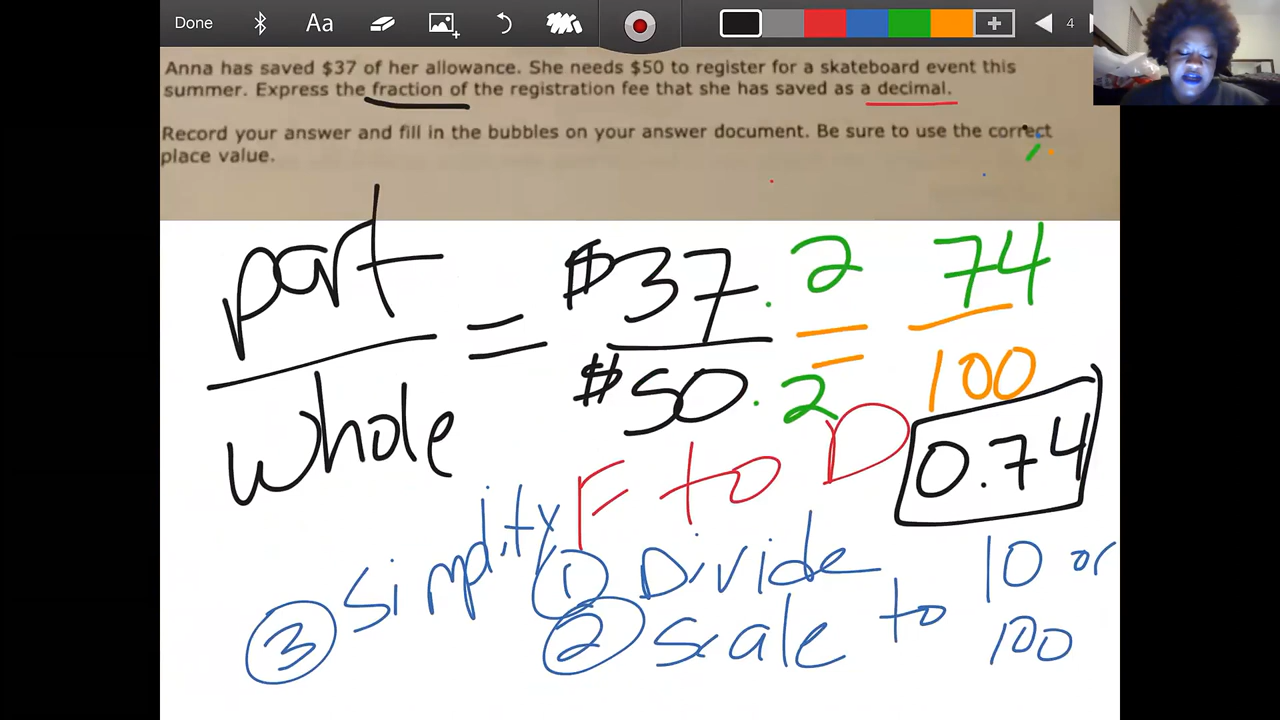 Done Aa 4
Anna has saved $37 of her allowance. She needs $50 to register for a skateboard event this
summer. Express the fraction of the registration fee that she has saved as a decimal.
Record your answer and fill in the bubbles on your answer document. Be sure to use the correct
place value.
part = $37 . 2 = 74
whole $50 . 2 100
F to D 0.74
③ simplify ① Divide
② scale to 10 or
100